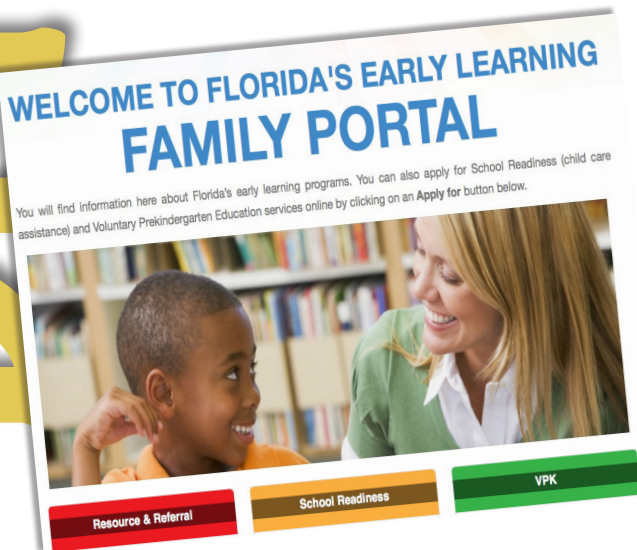 WELCOME TO FLORIDA'S EARLY LEARNING
FAMILY PORTAL
You will find information here about Florida's early learning programs. You can also apply for School Readiness (child care
assistance) and Voluntary Prekindergarten Education services online by clicking on an Apply for button below.
Resource & Referral
School Readiness
VPK